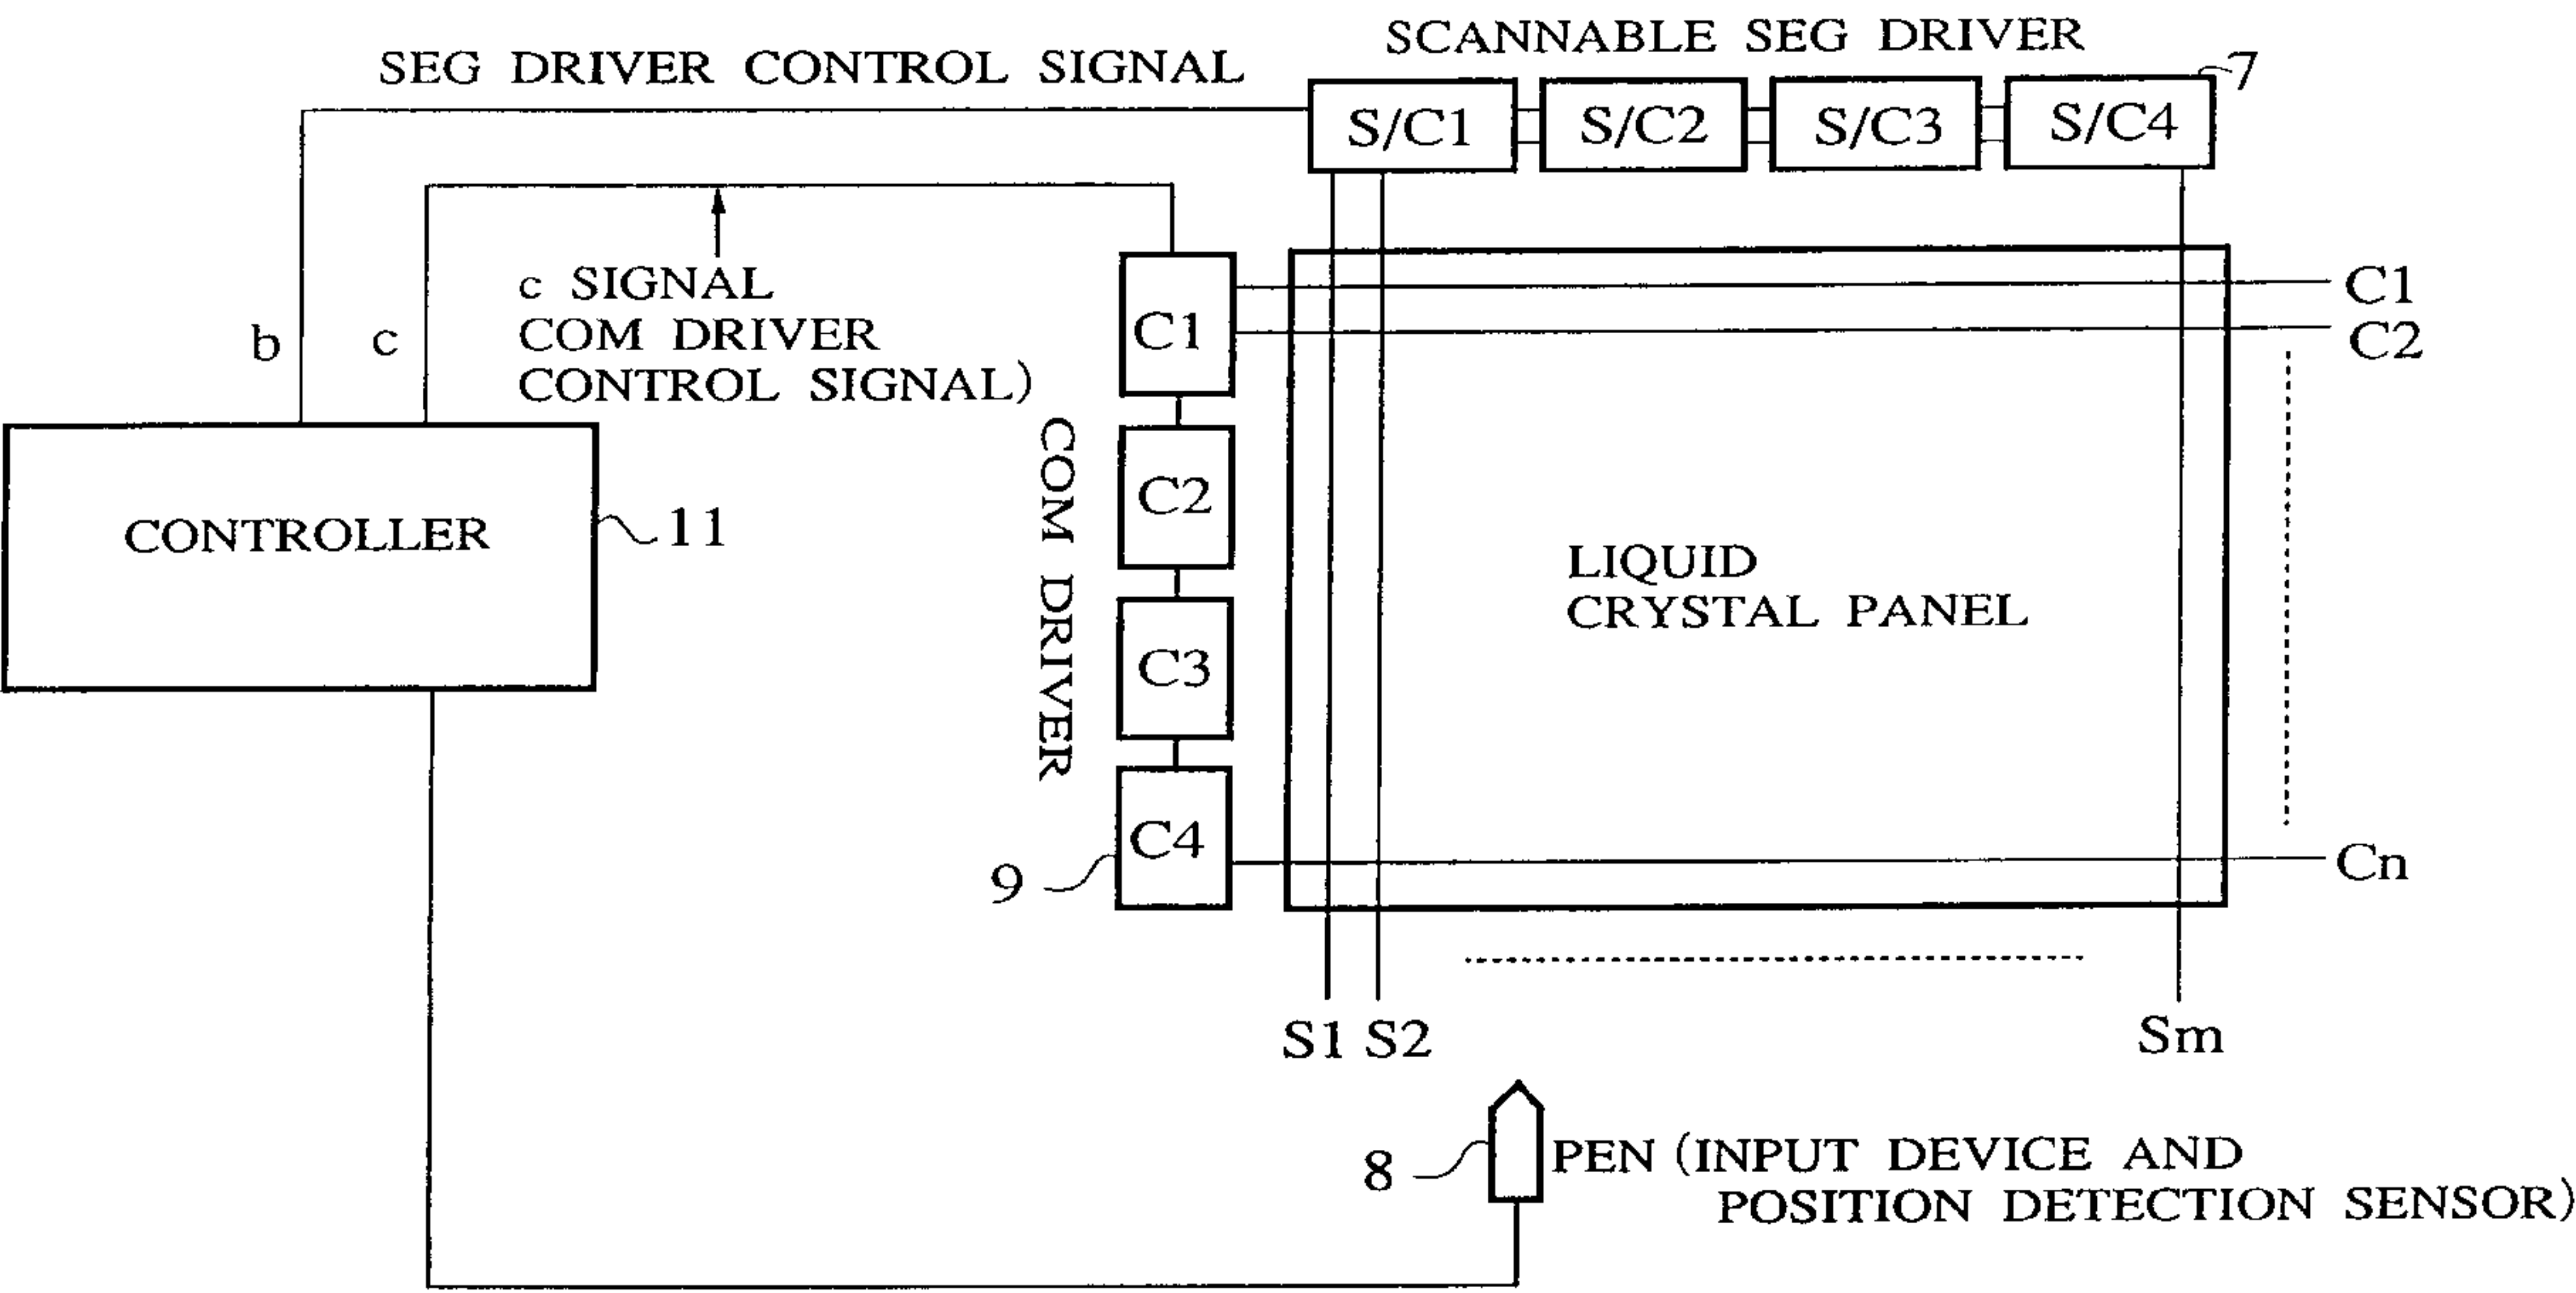 SCANNABLE SEG DRIVER
SEG DRIVER CONTROL SIGNAL
7
S/C1 S/C2 S/C3 S/C4
c SIGNAL
COM DRIVER
CONTROL SIGNAL)
b c
C1
C2
C3
C4
COM DRIVER
C1
C2
Cn
CONTROLLER
11
LIQUID
CRYSTAL PANEL
9
S1 S2 Sm
8
PEN (INPUT DEVICE AND
POSITION DETECTION SENSOR)